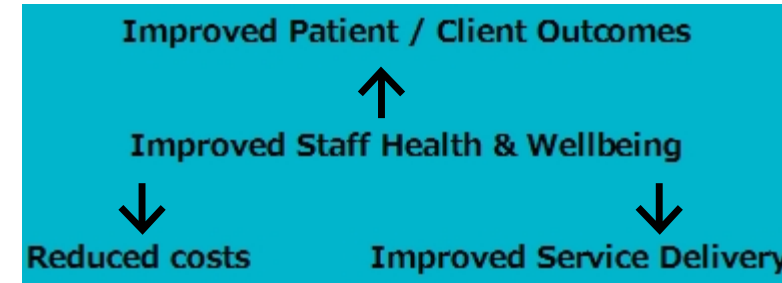 Improved Patient / Client Outcomes
Improved Staff Health & Wellbeing
Reduced costs Improved Service Delivery